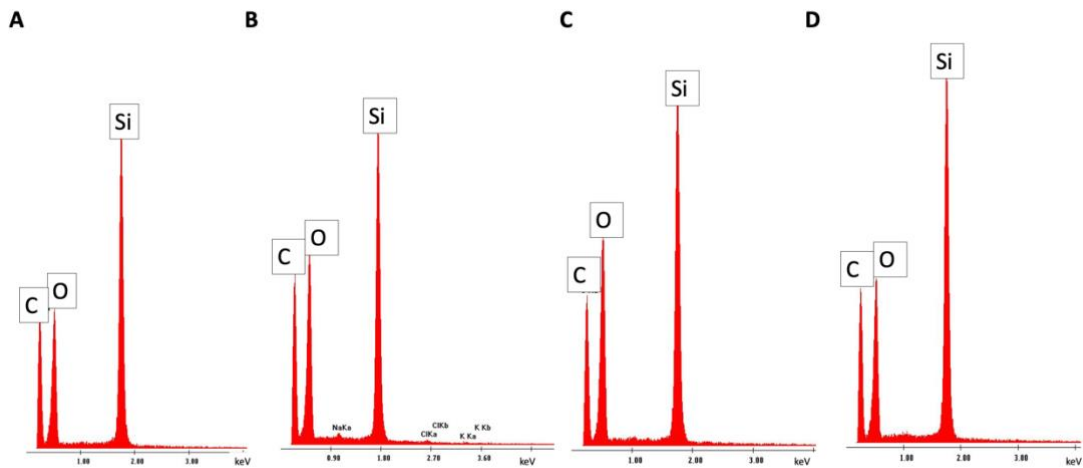 A
C
O
Si
1.00
2.00
3.00
keV
B
C
O
Si
NaKa
ClKa
ClKb
K Ka
K Kb
0.90
1.80
2.70
3.60
keV
C
C
O
Si
1.00
2.00
3.00
keV
D
C
O
Si
1.00
2.00
3.00
keV